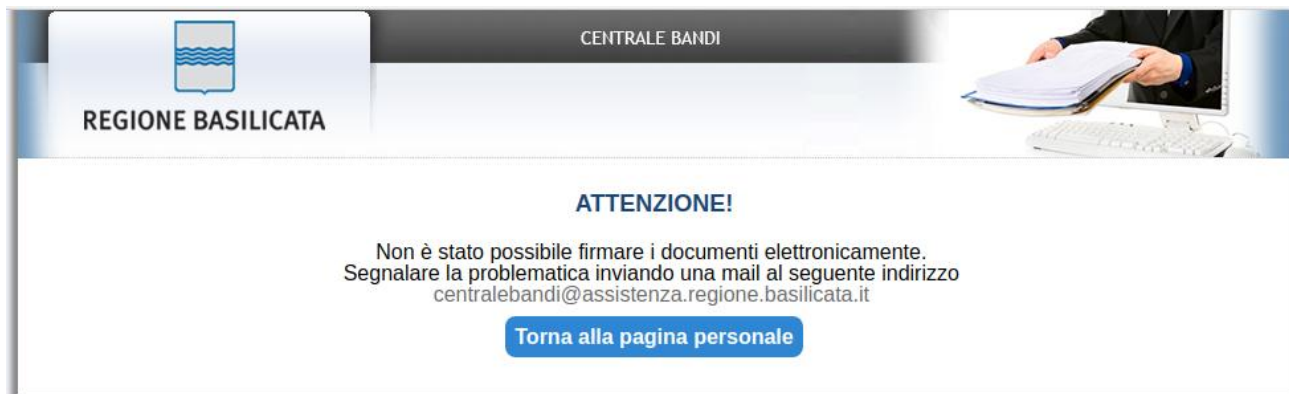 CENTRALE BANDI
REGIONE BASILICATA
ATTENZIONE!
Non è stato possibile firmare i documenti elettronicamente.
Segnalare la problematica inviando una mail al seguente indirizzo
centralebandi@assistenza.regione.basilicata.it
Torna alla pagina personale